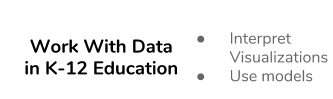 Work With Data
in K-12 Education
● Interpret
Visualizations
● Use models